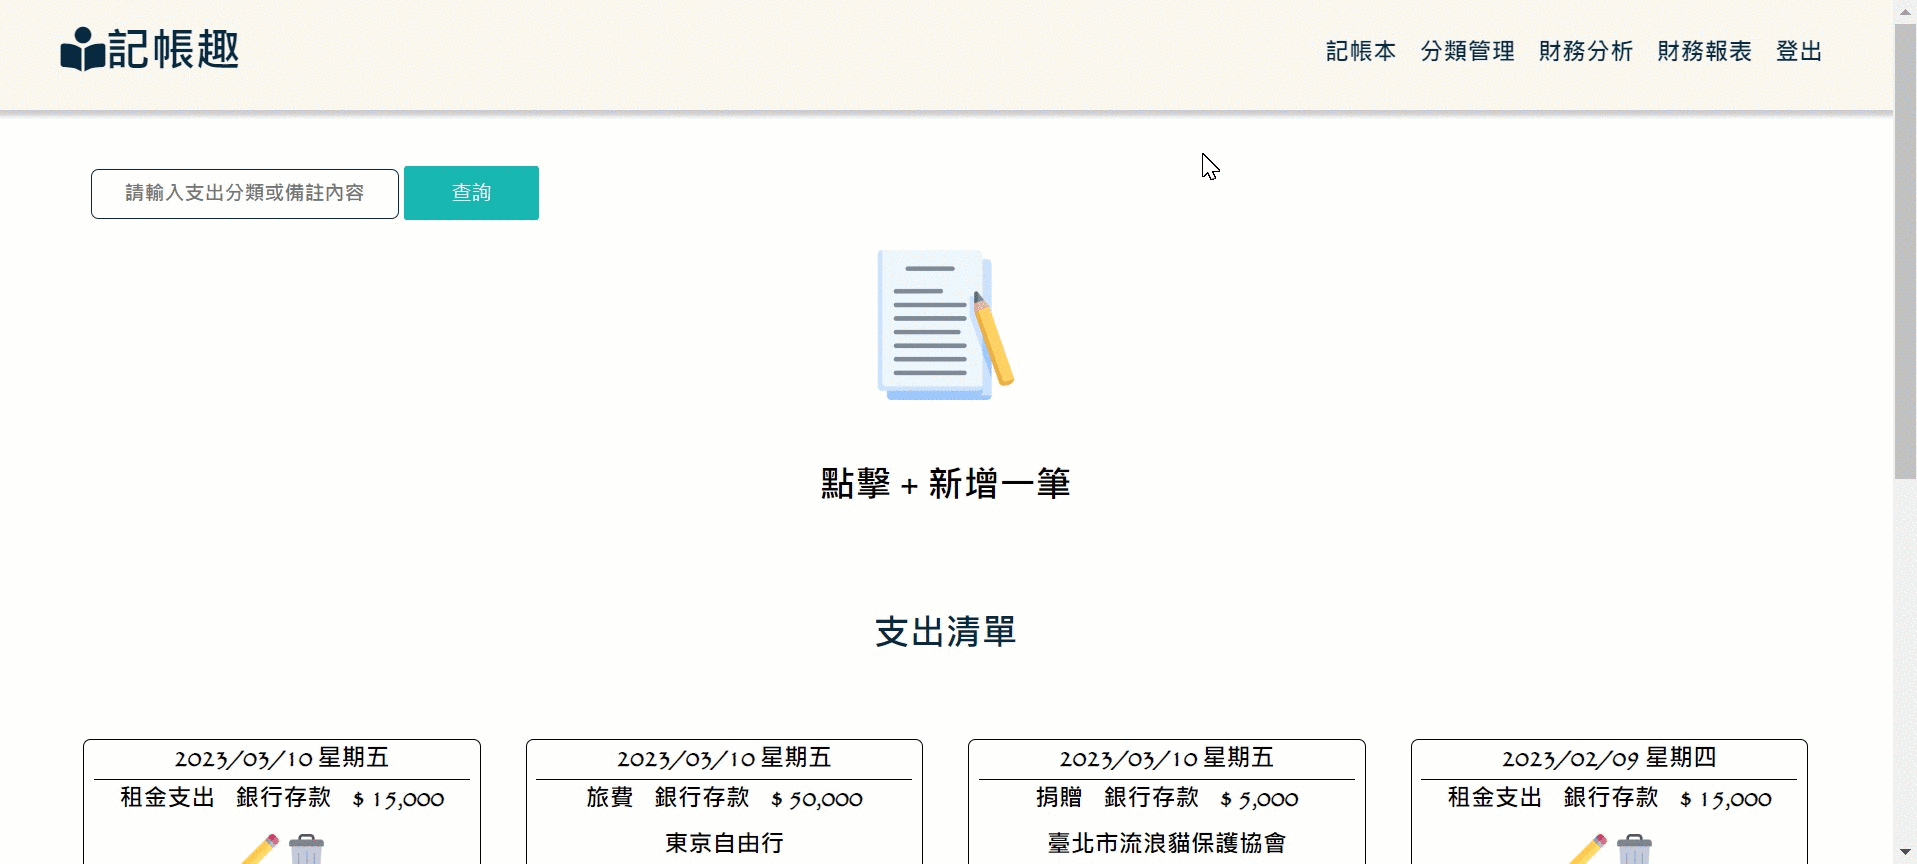 記帳趣
記帳本 分類管理 財務分析 財務報表 登出
請輸入支出分類或備註內容 查詢
點擊 + 新增一筆
支出清單
2023/03/10 星期五
租金支出 銀行存款 $ 15,000
2023/03/10 星期五
旅費 銀行存款 $ 50,000
東京自由行
2023/03/10 星期五
捐贈 銀行存款 $ 5,000
臺北市流浪貓保護協會
2023/02/09 星期四
租金支出 銀行存款 $ 15,000